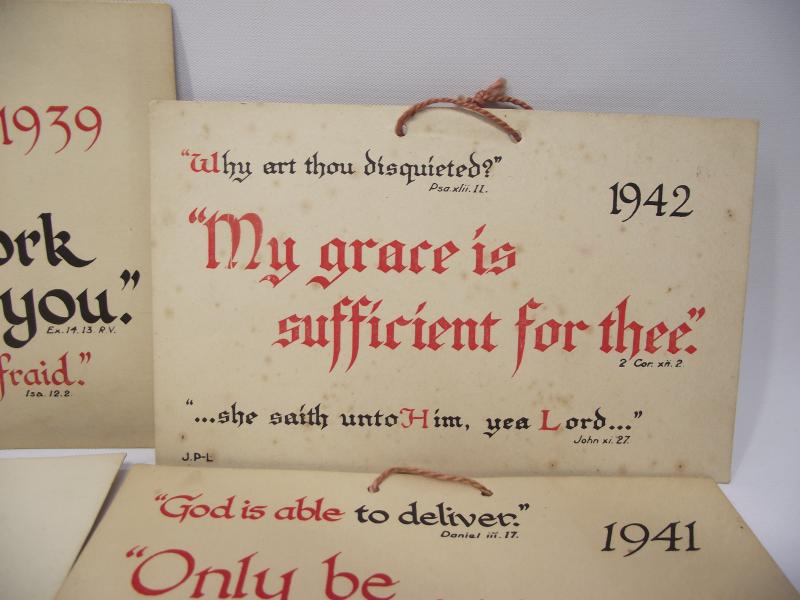 1939
ork
you."
Ex. 14. 13. R.V.
fraid."
Isa. 12.2.
"Why art thou disquieted?"
Psa. xlii. 11.
1942
"My grace is
sufficient for thee."
2 Cor. xii. 2.
"...she saith unto Him, yea Lord..."
John xi. 27.
J.P-L
"God is able to deliver."
Daniel iii. 17.
1941
"Only be